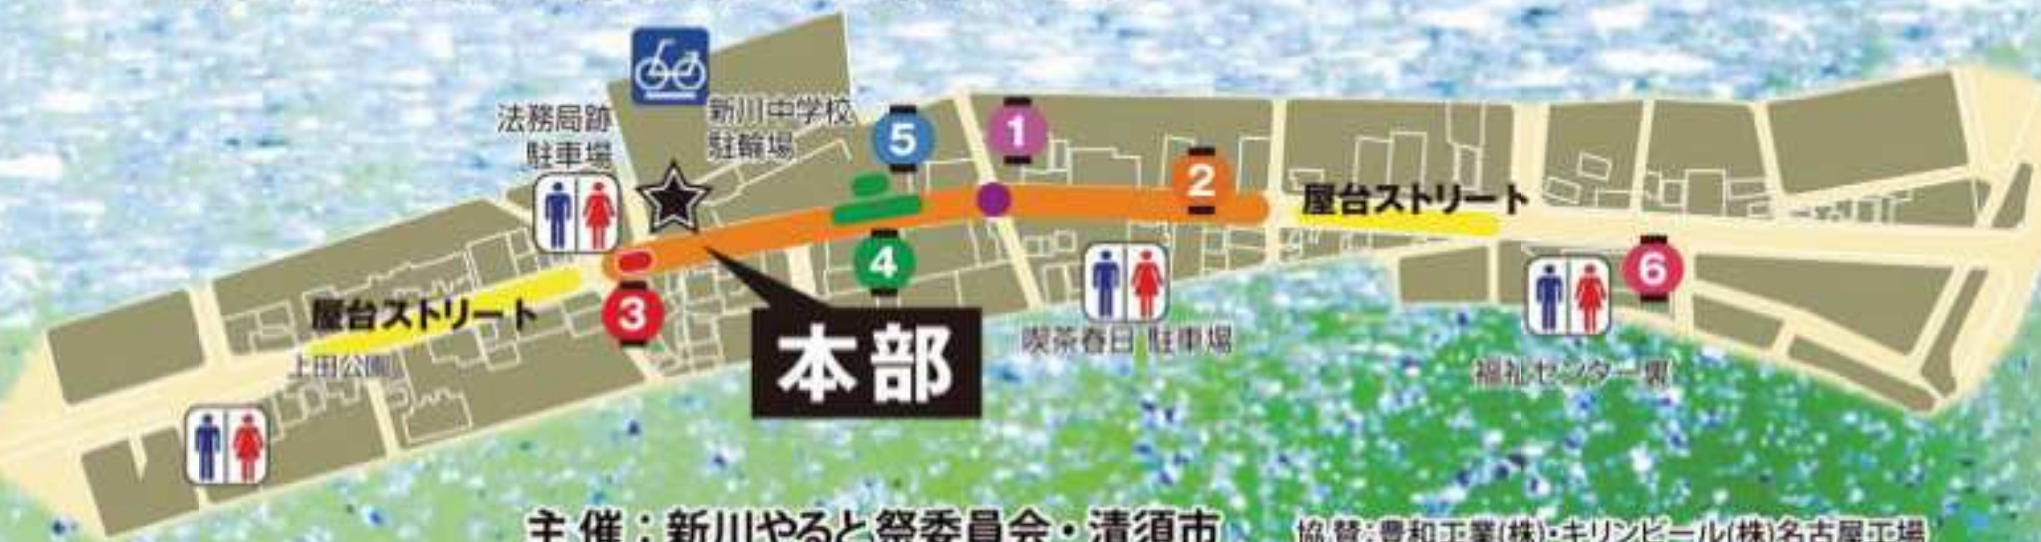 法務局跡
駐車場
新川中学校
駐輪場
5
1
2
屋台ストリート
4
6
3
屋台ストリート
上田公園
本部
喫茶春日 駐車場
福祉センター裏
主催：新川やると祭委員会・清須市
協賛:豊和工業(株)・キリンビール(株)名古屋工場